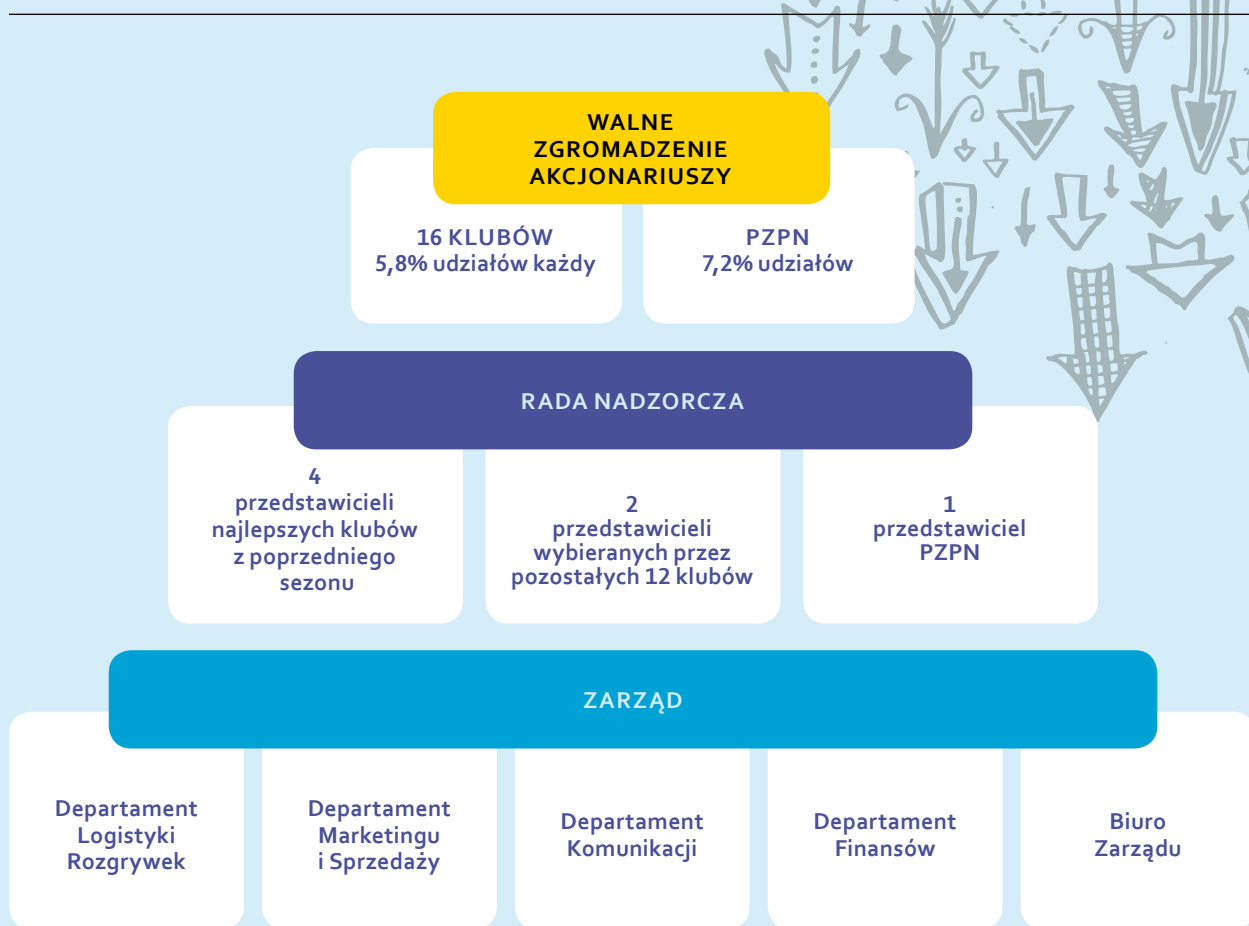 WALNE
ZGROMADZENIE
AKCJONARIUSZY
16 KLUBÓW
5,8% udziałów każdy
PZPN
7,2% udziałów
RADA NADZORCZA
4
przedstawicieli
najlepszych klubów
z poprzedniego
sezonu
2
przedstawicieli
wybieranych przez
pozostałych 12 klubów
1
przedstawiciel
PZPN
ZARZĄD
Departament
Logistyki
Rozgrywek
Departament
Marketingu
i Sprzedaży
Departament
Komunikacji
Departament
Finansów
Biuro
Zarządu